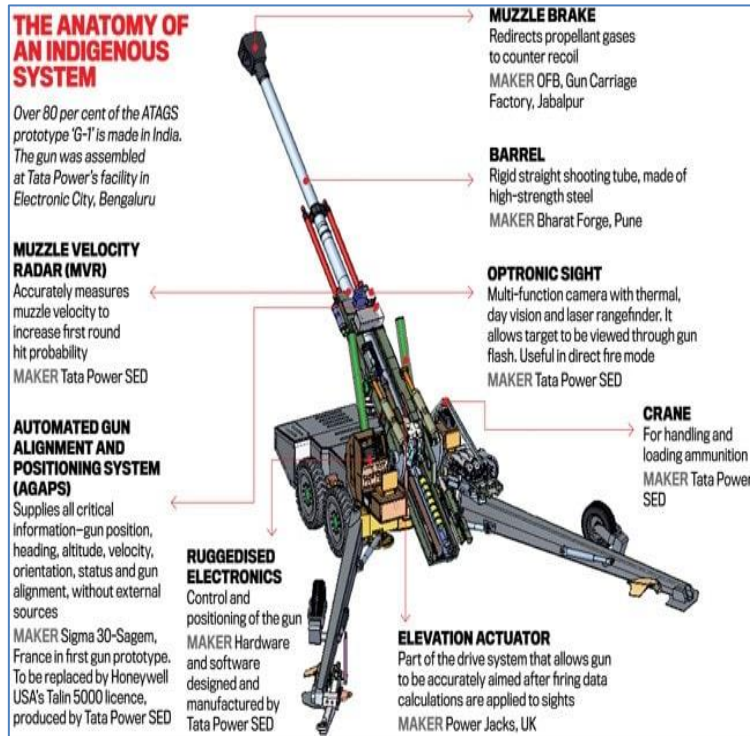 THE ANATOMY OF
AN INDIGENOUS
SYSTEM
Over 80 per cent of the ATAGS
prototype ‘G-1’ is made in India.
The gun was assembled
at Tata Power's facility in
Electronic City, Bengaluru
MUZZLE VELOCITY
RADAR (MVR)
Accurately measures
muzzle velocity to
increase first round
hit probability
MAKER Tata Power SED
AUTOMATED GUN
ALIGNMENT AND
POSITIONING SYSTEM
(AGAPS)
Supplies all critical
information–gun position,
heading, altitude, velocity,
orientation, status and gun
alignment, without external
sources
MAKER Sigma 30-Sagem,
France in first gun prototype.
To be replaced by Honeywell
USA's Talin 5000 licence,
produced by Tata Power SED
RUGGEDISED
ELECTRONICS
Control and
positioning of the gun
MAKER Hardware
and software
designed and
manufactured by
Tata Power SED
MUZZLE BRAKE
Redirects propellant gases
to counter recoil
MAKER OFB, Gun Carriage
Factory, Jabalpur
BARREL
Rigid straight shooting tube, made of
high-strength steel
MAKER Bharat Forge, Pune
OPTRONIC SIGHT
Multi-function camera with thermal,
day vision and laser rangefinder. It
allows target to be viewed through gun
flash. Useful in direct fire mode
MAKER Tata Power SED
CRANE
For handling and
loading ammunition
MAKER Tata Power
SED
ELEVATION ACTUATOR
Part of the drive system that allows gun
to be accurately aimed after firing data
calculations are applied to sights
MAKER Power Jacks, UK